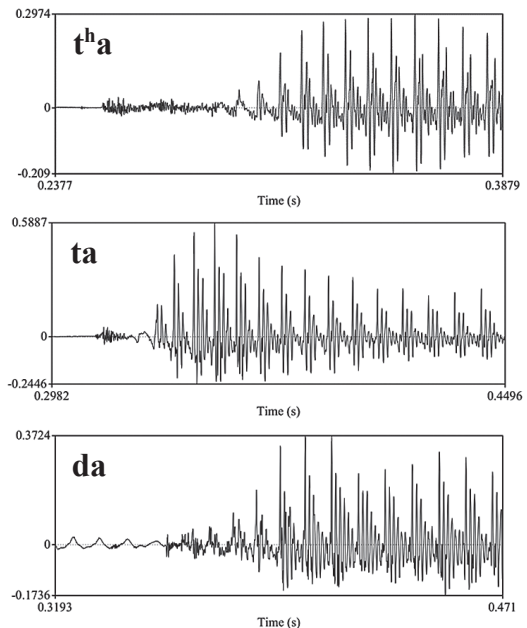 0.2974
tʰa
0
-0.209
0.2377 0.3879
Time (s)
0.5887
ta
0
-0.2446
0.2982 0.4496
Time (s)
0.3724
da
0
-0.1736
0.3193 0.471
Time (s)